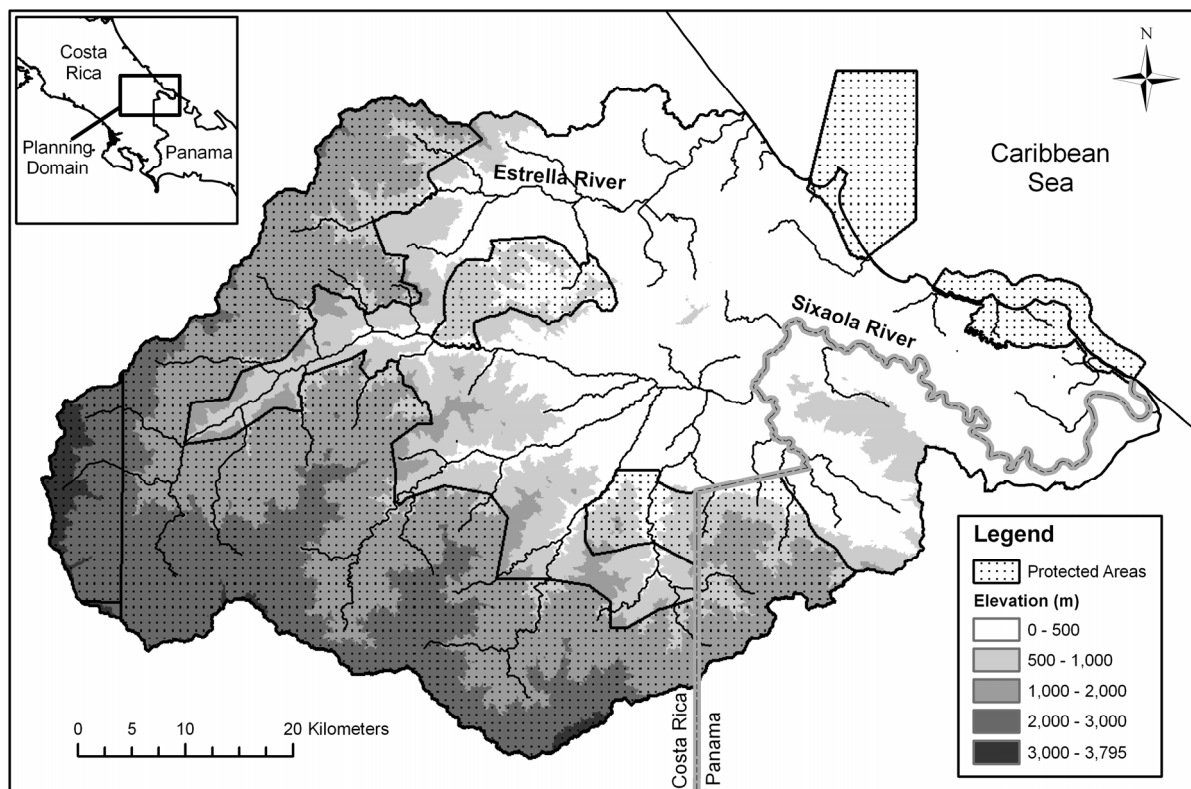 Costa
Rica
Planning
Domain
Panama
N
Caribbean
Sea
Estrella River
Sixaola River
Costa Rica
Panama
0 5 10 20 Kilometers
Legend
Protected Areas
Elevation (m)
0 - 500
500 - 1,000
1,000 - 2,000
2,000 - 3,000
3,000 - 3,795